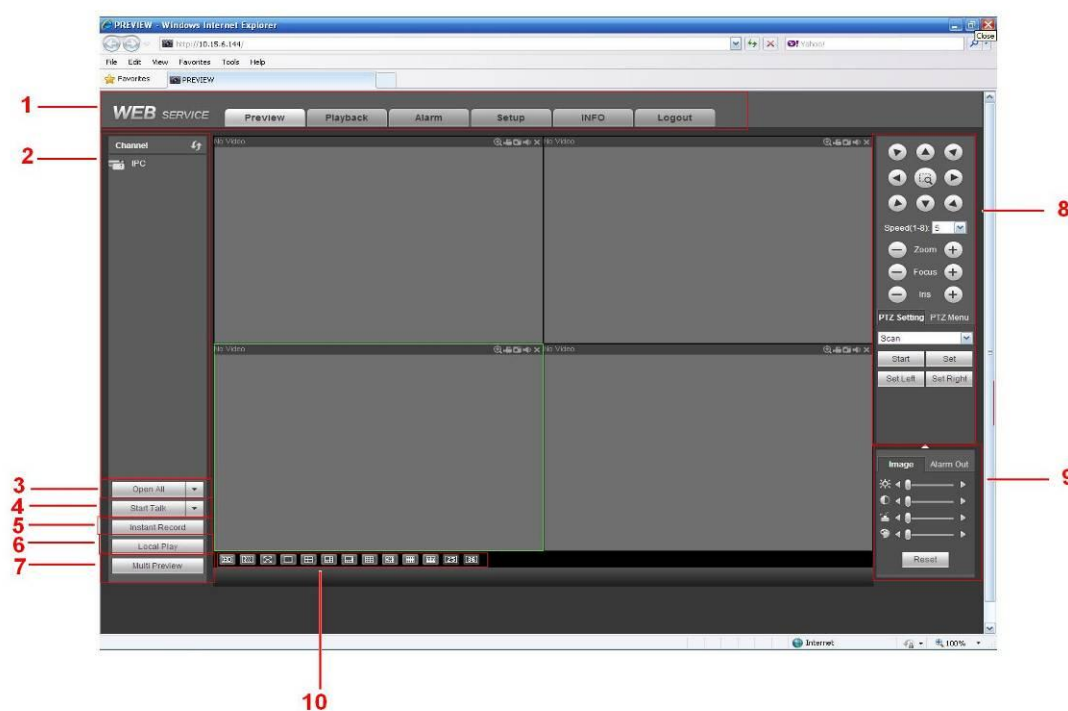 PREVIEW - Windows Internet Explorer
Close
http://10.15.6.144/
Yahoo!
File Edit View Favorites Tools Help
Favorites PREVIEW
1
WEB SERVICE Preview Playback Alarm Setup INFO Logout
2
Channel
IPC
No Video
No Video
No Video
No Video
8
Speed(1-8): 5
Zoom
Focus
Iris
PTZ Setting PTZ Menu
Scan
Start Set
Set Left Set Right
3
Open All
4
Start Talk
5
Instant Record
6
Local Play
7
Multi Preview
9
Image Alarm Out
Reset
25 36
10
Internet 100%